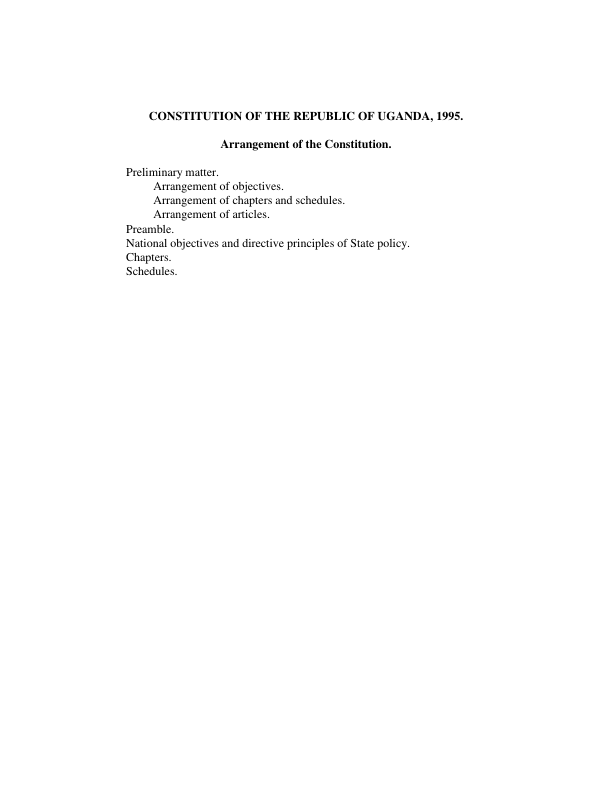 CONSTITUTION OF THE REPUBLIC OF UGANDA, 1995.
Arrangement of the Constitution.
Preliminary matter.
Arrangement of objectives.
Arrangement of chapters and schedules.
Arrangement of articles.
Preamble.
National objectives and directive principles of State policy.
Chapters.
Schedules.